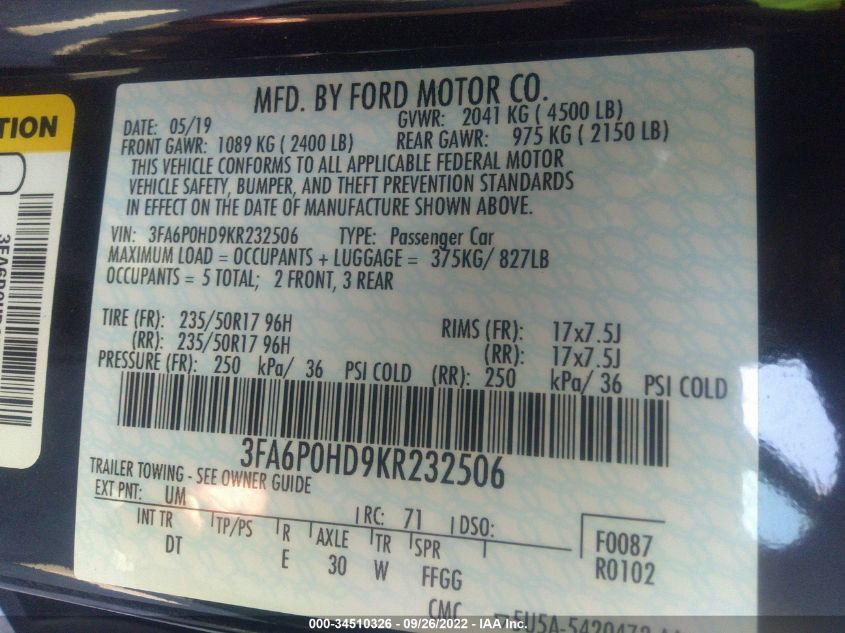 MFD. BY FORD MOTOR CO.
DATE: 05/19 GVWR: 2041 KG ( 4500 LB)
FRONT GAWR: 1089 KG ( 2400 LB) REAR GAWR: 975 KG ( 2150 LB)
THIS VEHICLE CONFORMS TO ALL APPLICABLE FEDERAL MOTOR
VEHICLE SAFETY, BUMPER, AND THEFT PREVENTION STANDARDS
IN EFFECT ON THE DATE OF MANUFACTURE SHOWN ABOVE.
VIN: 3FA6P0HD9KR232506 TYPE: Passenger Car
MAXIMUM LOAD = OCCUPANTS + LUGGAGE = 375KG/ 827LB
OCCUPANTS = 5 TOTAL; 2 FRONT, 3 REAR
TIRE (FR): 235/50R17 96H RIMS (FR): 17x7.5J
(RR): 235/50R17 96H (RR): 17x7.5J
PRESSURE (FR): 250 kPa/ 36 PSI COLD (RR): 250 kPa/ 36 PSI COLD
3FA6P0HD9KR232506
TRAILER TOWING - SEE OWNER GUIDE
EXT PNT: UM RC: 71 DSO:
INT TR TP/PS R AXLE TR SPR F0087
DT E 30 W FFGG R0102
CMC
000-34510326 - 09/26/2022 - IAA Inc.